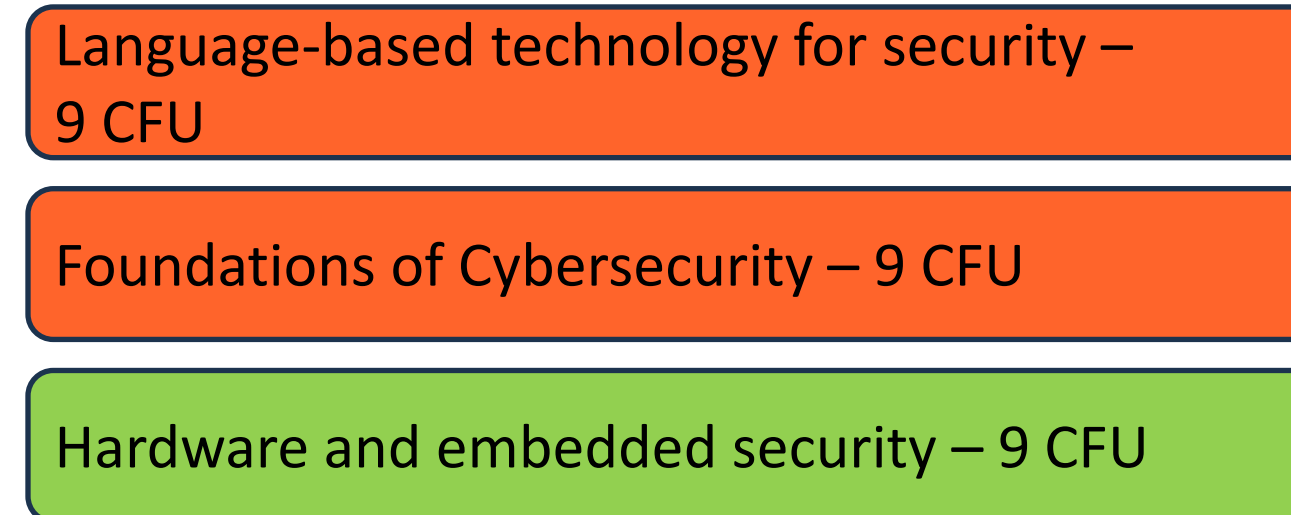 Language-based technology for security –
9 CFU
Foundations of Cybersecurity – 9 CFU
Hardware and embedded security – 9 CFU